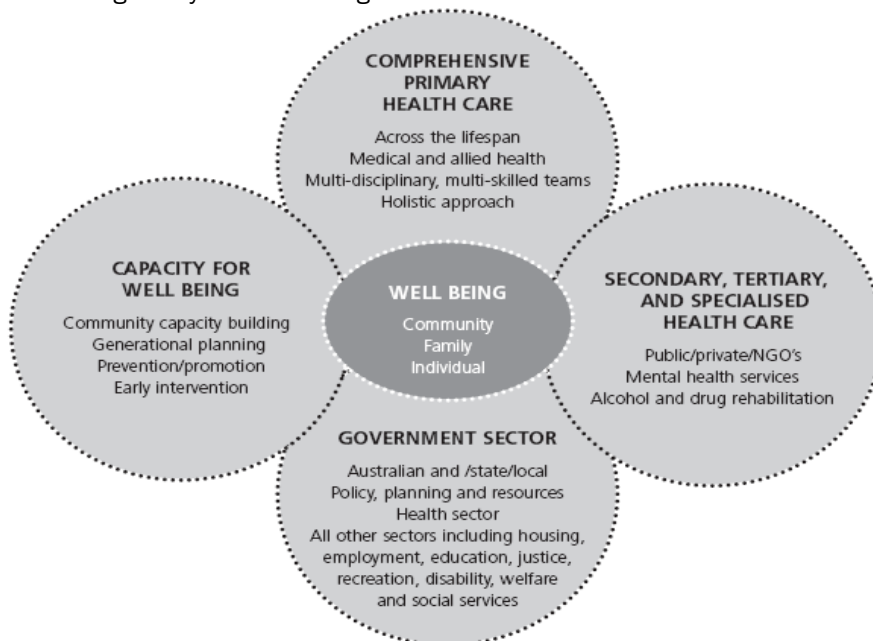 COMPREHENSIVE
PRIMARY
HEALTH CARE
Across the lifespan
Medical and allied health
Multi-disciplinary, multi-skilled teams
Holistic approach
CAPACITY FOR
WELL BEING
Community capacity building
Generational planning
Prevention/promotion
Early intervention
WELL BEING
Community
Family
Individual
SECONDARY, TERTIARY,
AND SPECIALISED
HEALTH CARE
Public/private/NGO's
Mental health services
Alcohol and drug rehabilitation
GOVERNMENT SECTOR
Australian and /state/local
Policy, planning and resources
Health sector
All other sectors including housing,
employment, education, justice,
recreation, disability, welfare
and social services